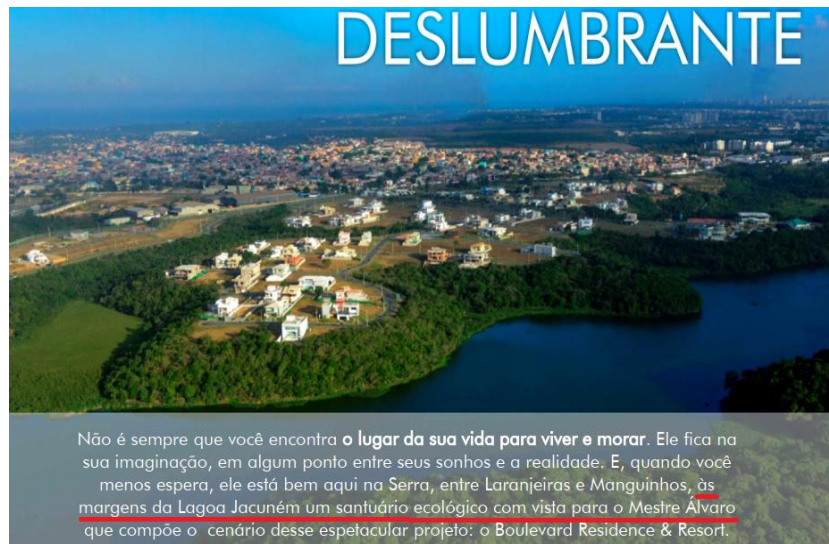 DESLUMBRANTE
Não é sempre que você encontra o lugar da sua vida para viver e morar. Ele fica na
sua imaginação, em algum ponto entre seus sonhos e a realidade. E, quando você
menos espera, ele está bem aqui na Serra, entre Laranjeiras e Manguinhos, às
margens da Lagoa Jacuném um santuário ecológico com vista para o Mestre Álvaro
que compõe o cenário desse espetacular projeto: o Boulevard Residence & Resort.